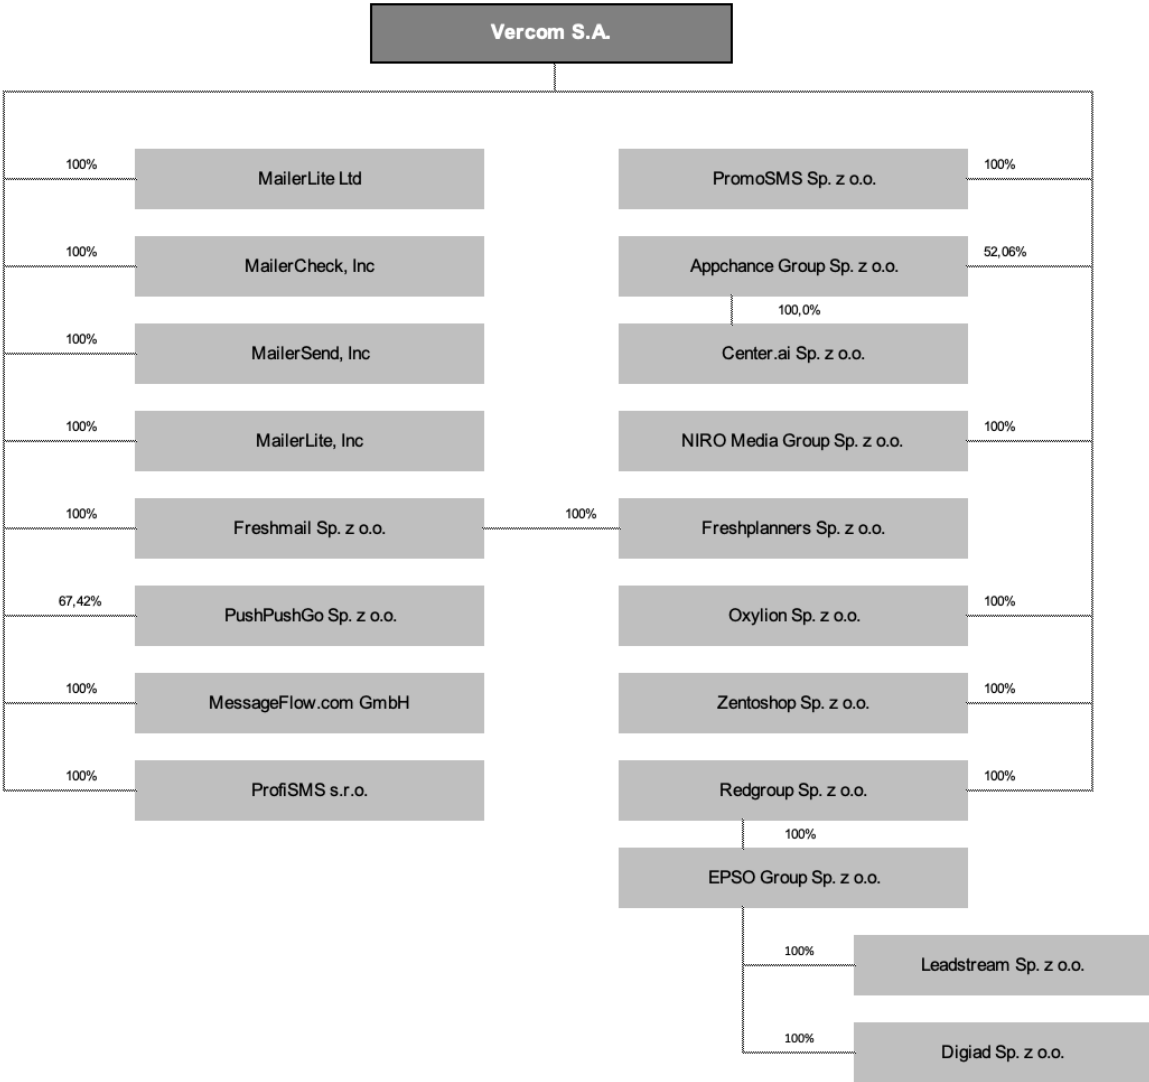 Vercom S.A.
100%
MailerLite Ltd
PromoSMS Sp. z o.o.
100%
100%
MailerCheck, Inc
Appchance Group Sp. z o.o.
52,06%
100,0%
100%
MailerSend, Inc
Center.ai Sp. z o.o.
100%
MailerLite, Inc
NIRO Media Group Sp. z o.o.
100%
100%
Freshmail Sp. z o.o.
100%
Freshplanners Sp. z o.o.
67,42%
PushPushGo Sp. z o.o.
Oxylion Sp. z o.o.
100%
100%
MessageFlow.com GmbH
Zentoshop Sp. z o.o.
100%
100%
ProfiSMS s.r.o.
Redgroup Sp. z o.o.
100%
100%
EPSO Group Sp. z o.o.
100%
Leadstream Sp. z o.o.
100%
Digiad Sp. z o.o.